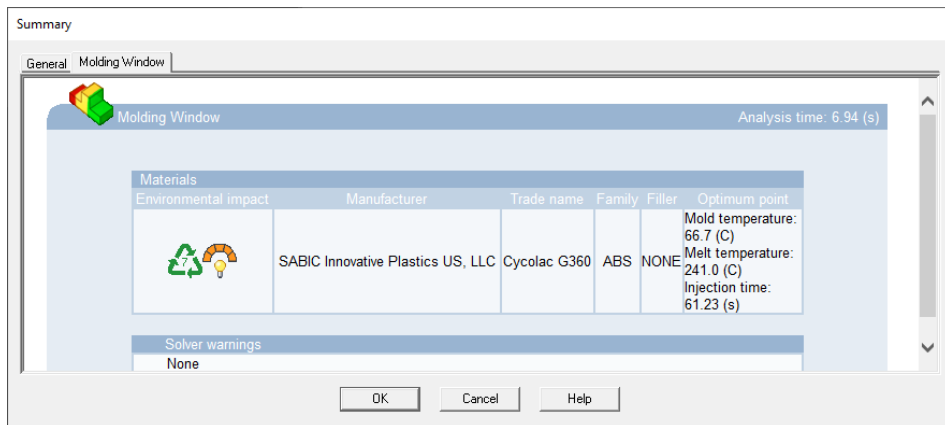 Summary
General Molding Window
Molding Window Analysis time: 6.94 (s)
Materials
Environmental impact Manufacturer Trade name Family Filler Optimum point
7 SABIC Innovative Plastics US, LLC Cycolac G360 ABS NONE Mold temperature:
66.7 (C)
Melt temperature:
241.0 (C)
Injection time:
61.23 (s)
Solver warnings
None
OK Cancel Help